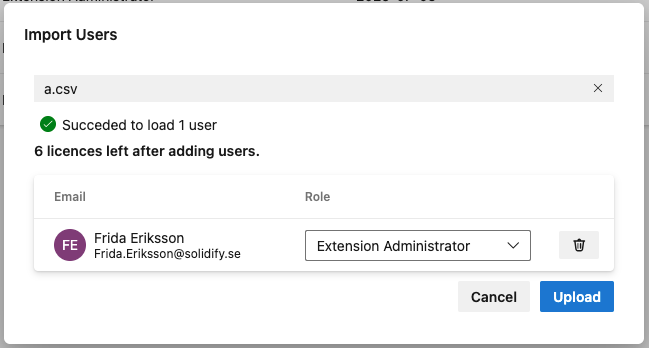 Import Users
a.csv
Succeded to load 1 user
6 licences left after adding users.
Email Role
FE Frida Eriksson Extension Administrator
Frida.Eriksson@solidify.se
Cancel Upload